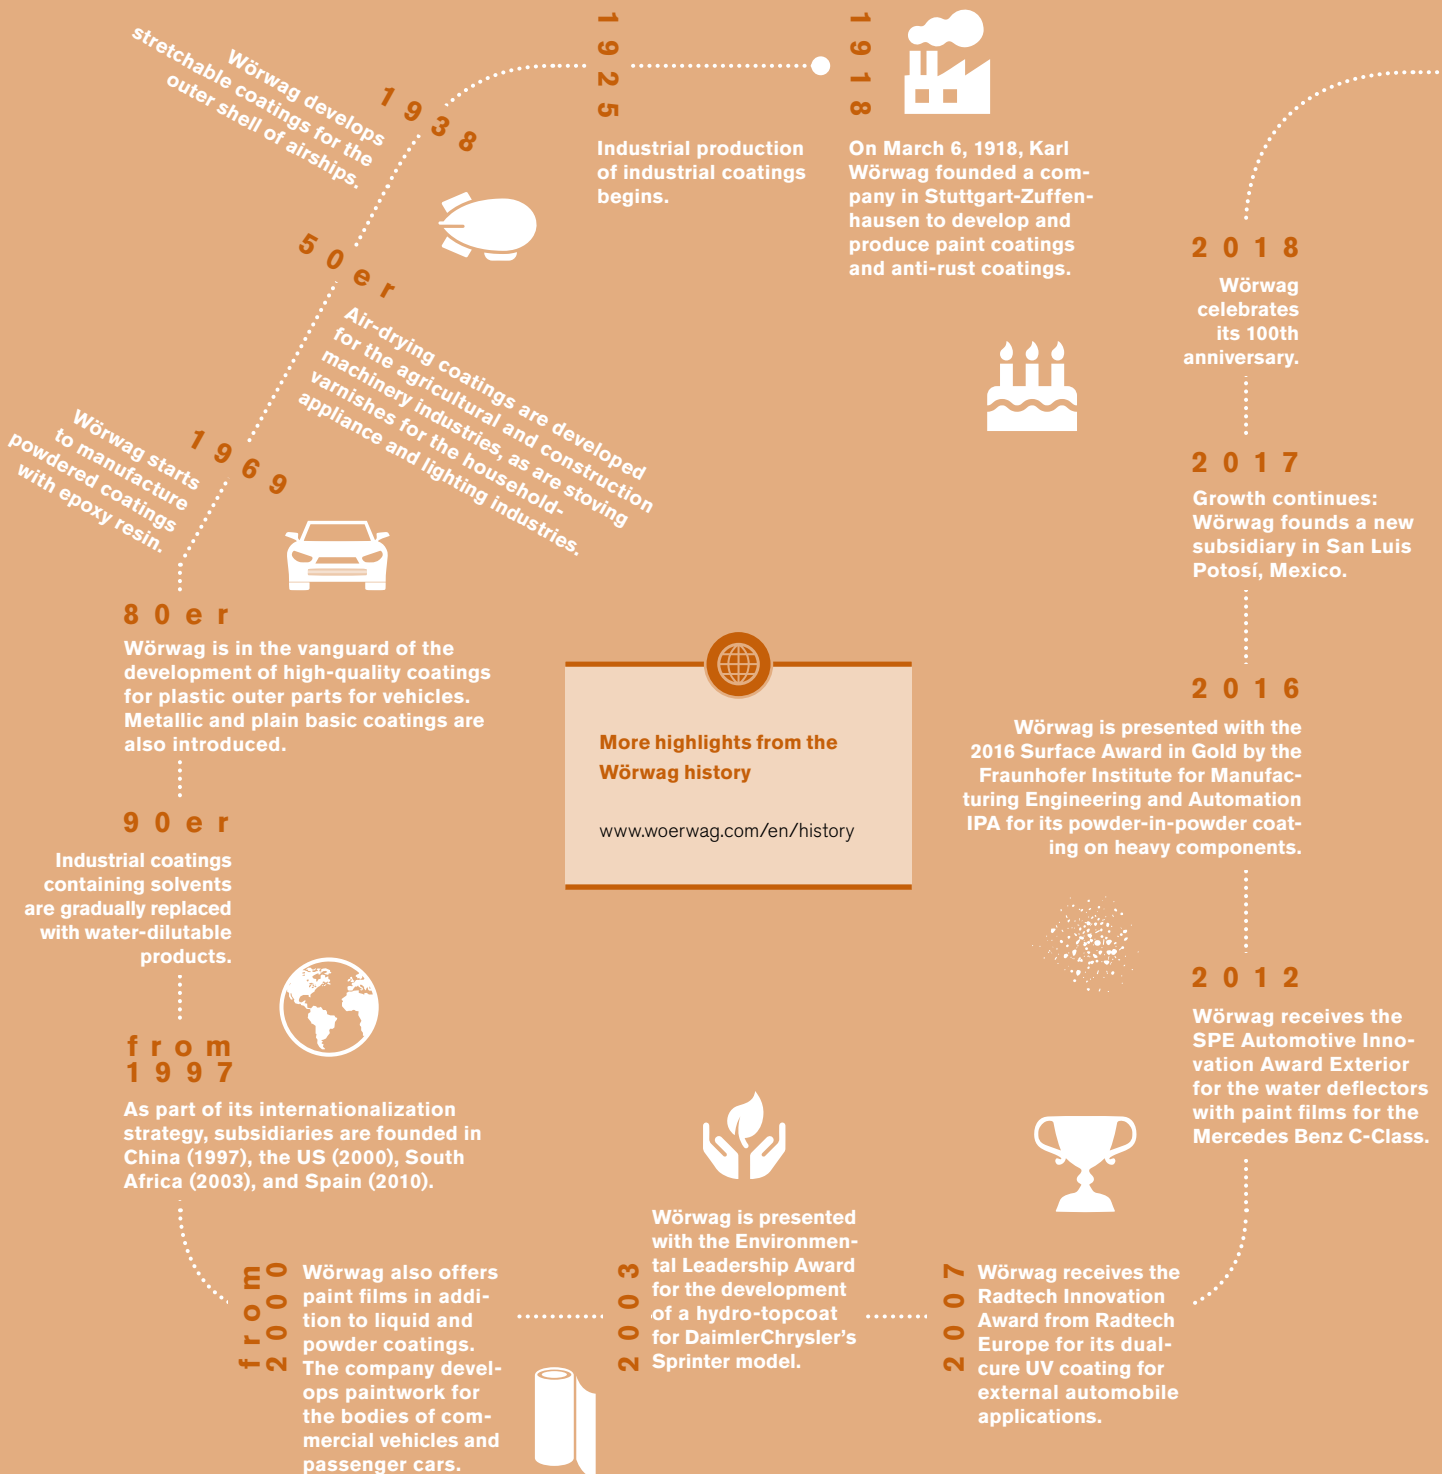 1918
On March 6, 1918, Karl
Wörwag founded a com-
pany in Stuttgart-Zuffen-
hausen to develop and
produce paint coatings
and anti-rust coatings.
1925
Industrial production
of industrial coatings
begins.
1938
Wörwag develops
stretchable coatings for the
outer shell of airships.
50er
Air-drying coatings are developed
for the agricultural and construction
machinery industries, as are stoving
varnishes for the household-
appliance and lighting industries.
1969
Wörwag starts
to manufacture
powdered coatings
with epoxy resin.
80er
Wörwag is in the vanguard of the
development of high-quality coatings
for plastic outer parts for vehicles.
Metallic and plain basic coatings are
also introduced.
90er
Industrial coatings
containing solvents
are gradually replaced
with water-dilutable
products.
from
1997
As part of its internationalization
strategy, subsidiaries are founded in
China (1997), the US (2000), South
Africa (2003), and Spain (2010).
from
2000
Wörwag also offers
paint films in addi-
tion to liquid and
powder coatings.
The company devel-
ops paintwork for
the bodies of com-
mercial vehicles and
passenger cars.
2003
Wörwag is presented
with the Environmen-
tal Leadership Award
for the development
of a hydro-topcoat
for DaimlerChrysler's
Sprinter model.
2007
Wörwag receives the
Radtech Innovation
Award from Radtech
Europe for its dual-
cure UV coating for
external automobile
applications.
2012
Wörwag receives the
SPE Automotive Inno-
vation Award Exterior
for the water deflectors
with paint films for the
Mercedes Benz C-Class.
2016
Wörwag is presented with the
2016 Surface Award in Gold by the
Fraunhofer Institute for Manufac-
turing Engineering and Automation
IPA for its powder-in-powder coat-
ing on heavy components.
2017
Growth continues:
Wörwag founds a new
subsidiary in San Luis
Potosí, Mexico.
2018
Wörwag
celebrates
its 100th
anniversary.
More highlights from the
Wörwag history
www.woerwag.com/en/history